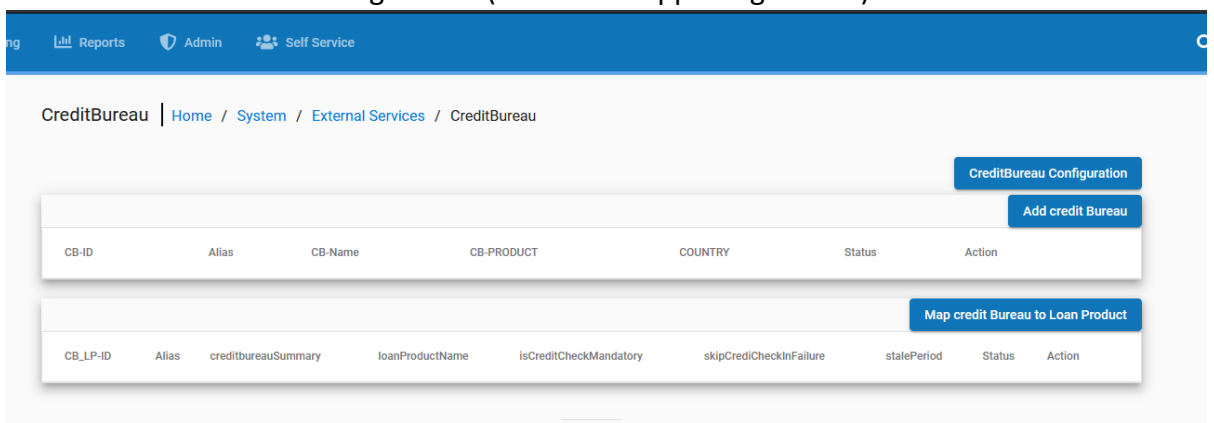 Reports Admin Self Service
CreditBureau Home / System / External Services / CreditBureau
CreditBureau Configuration
Add credit Bureau
CB-ID Alias CB-Name CB-PRODUCT COUNTRY Status Action
Map credit Bureau to Loan Product
CB_LP-ID Alias creditbureauSummary loanProductName isCreditCheckMandatory skipCrediCheckInFailure stalePeriod Status Action